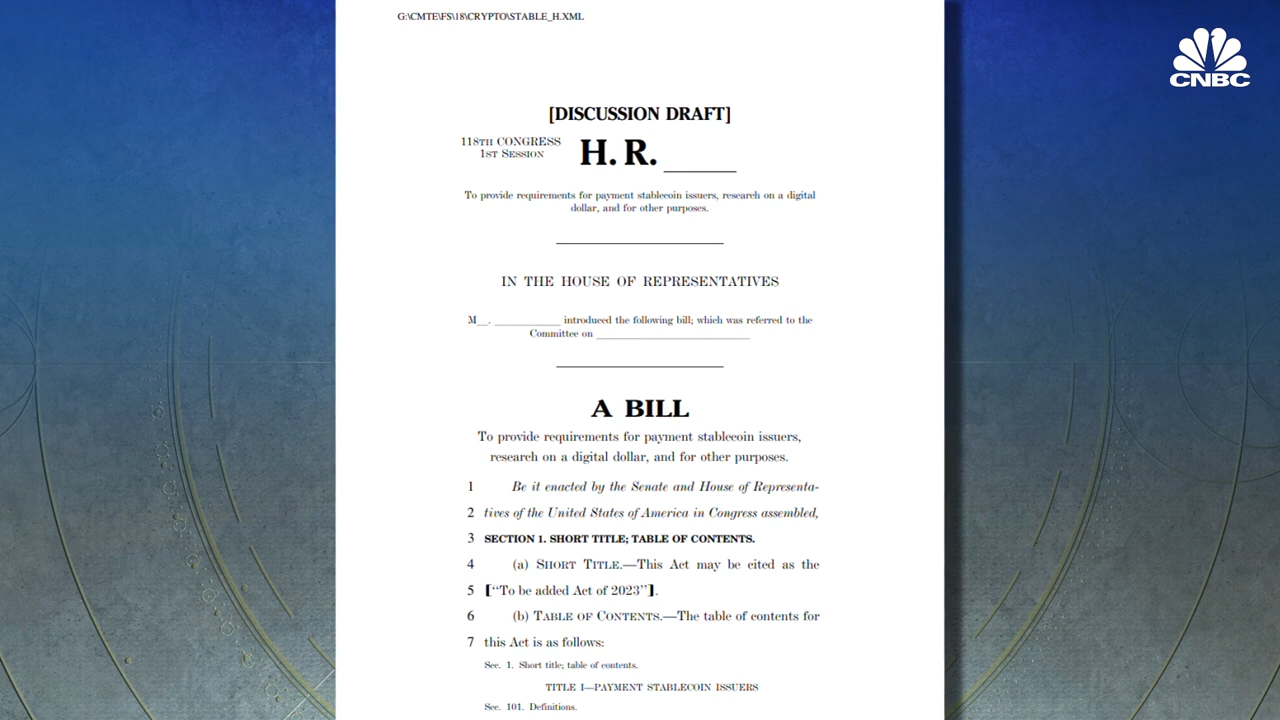 G:\CMTE\FS\18\CRYPTO\STABLE_H.XML
CNBC
[DISCUSSION DRAFT]
118TH CONGRESS
1ST SESSION
H. R. ______
To provide requirements for payment stablecoin issuers, research on a digital
dollar, and for other purposes.
IN THE HOUSE OF REPRESENTATIVES
M__. ____________ introduced the following bill; which was referred to the
Committee on ____________________________
A BILL
To provide requirements for payment stablecoin issuers,
research on a digital dollar, and for other purposes.
1 Be it enacted by the Senate and House of Representa-
2 tives of the United States of America in Congress assembled,
3 SECTION 1. SHORT TITLE; TABLE OF CONTENTS.
4 (a) SHORT TITLE.—This Act may be cited as the
5 [“To be added Act of 2023”].
6 (b) TABLE OF CONTENTS.—The table of contents for
7 this Act is as follows:
Sec. 1. Short title; table of contents.
TITLE I—PAYMENT STABLECOIN ISSUERS
Sec. 101. Definitions.